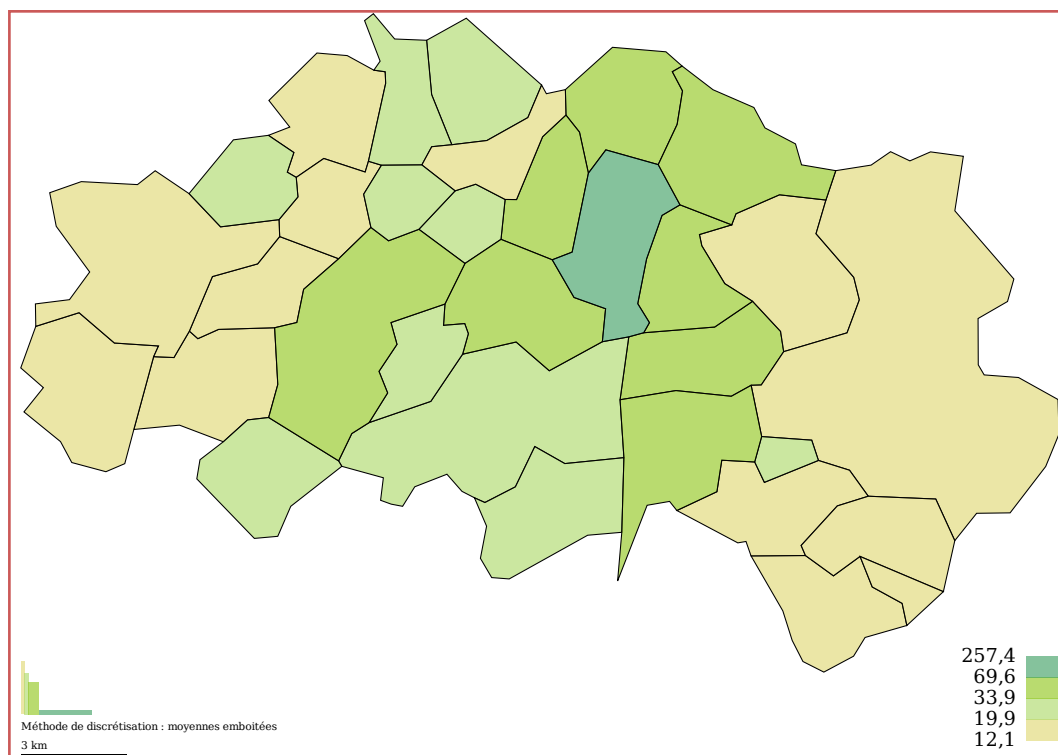 257,4
69,6
33,9
19,9
12,1
Méthode de discrétisation : moyennes emboitées
3 km